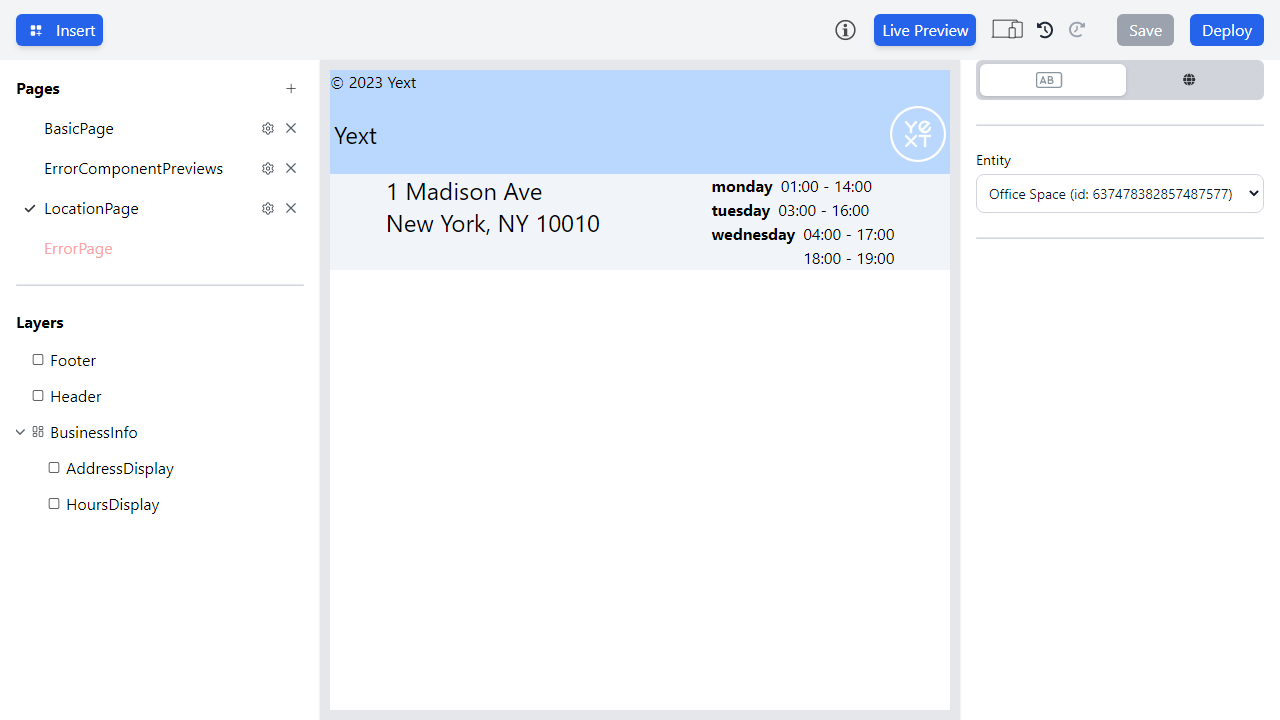 Insert
Live Preview
Save
Deploy
Pages
BasicPage
ErrorComponentPreviews
LocationPage
ErrorPage
Layers
Footer
Header
BusinessInfo
AddressDisplay
HoursDisplay
© 2023 Yext
Yext
YEXT
1 Madison Ave
New York, NY 10010
monday 01:00 - 14:00
tuesday 03:00 - 16:00
wednesday 04:00 - 17:00
18:00 - 19:00
AB
Entity
Office Space (id: 637478382857487577)